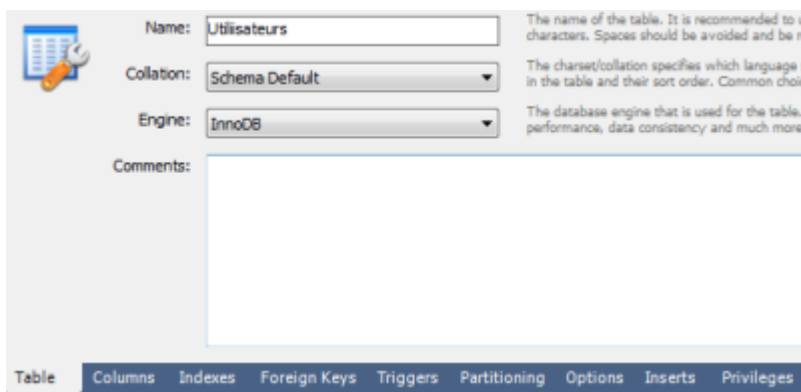 Name: Utilisateurs
The name of the table. It is recommended to
characters. Spaces should be avoided and be
Collation: Schema Default
The charset/collation specifies which language
in the table and their sort order. Common
Engine: InnoDB
The database engine that is used for the table.
performance, data consistency and much more
Comments:
Table Columns Indexes Foreign Keys Triggers Partitioning Options Inserts Privileges